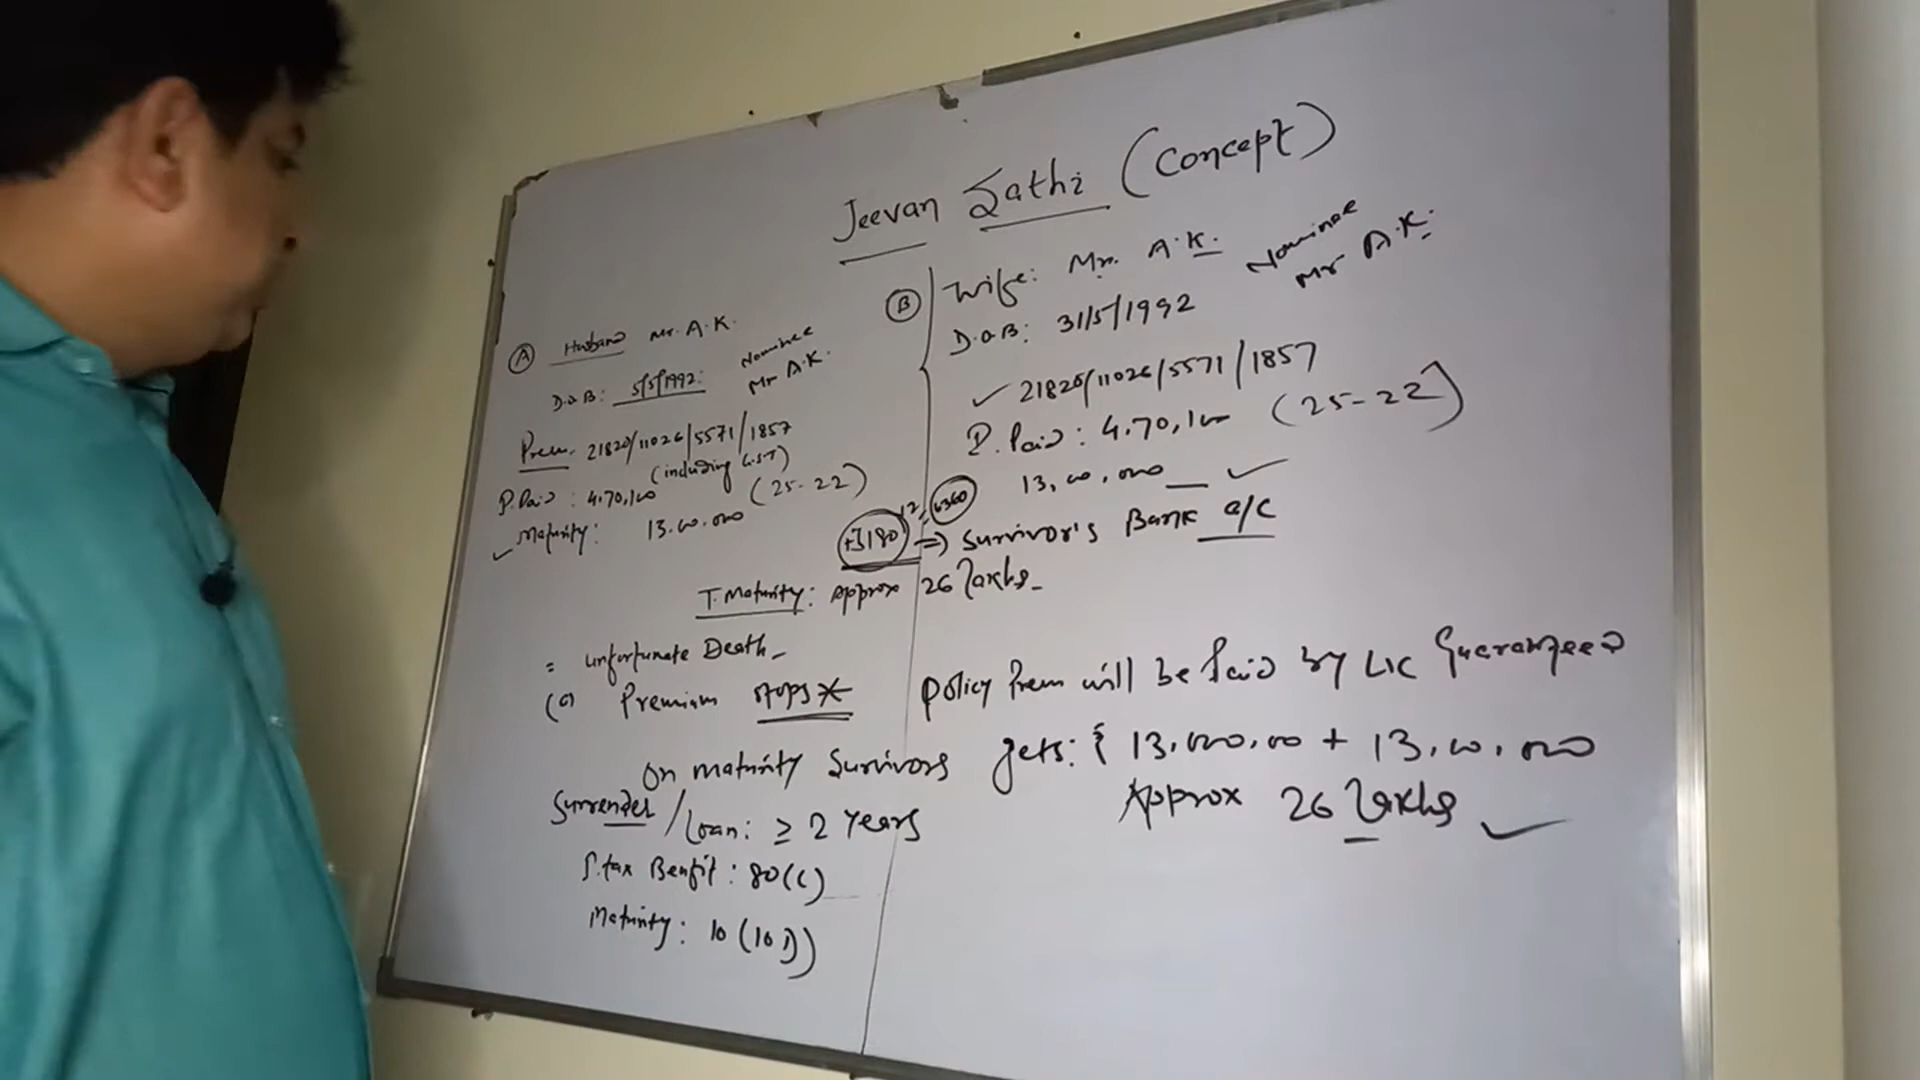 Jeevan Sathi (Concept)
(A) Husband Mr. A.K.
Nominee
Mr A.K.
D.O.B: 5/5/1992:
Prem. 21820/11026/5571/1857
(including G.S.T)
P. Paid : 4.70,100 (25-22)
✓ Maturity: 13.00.000
(B) Wife: Mr. A.K.
Nominee
Mr A.K:
D.O.B: 31/5/1992
✓ 21820/11026/5571/1857
P. Paid : 4.70,100 (25-22)
13,00,000 ✓
+3180 12, 6360
=> Survivor's Bank a/c
T. Maturity: Approx 26 Lakhs
= Unfortunate Death
Premium stops Policy Prem will be Paid by LIC Guaranteed
On maturity Survivors gets: ₹ 13.000.00 + 13.00.000
Approx 26 Lakhs ✓
Surrender / Loan: ≥ 2 Years
I.tax Benfit : 80(C)
Maturity: 10(10D)